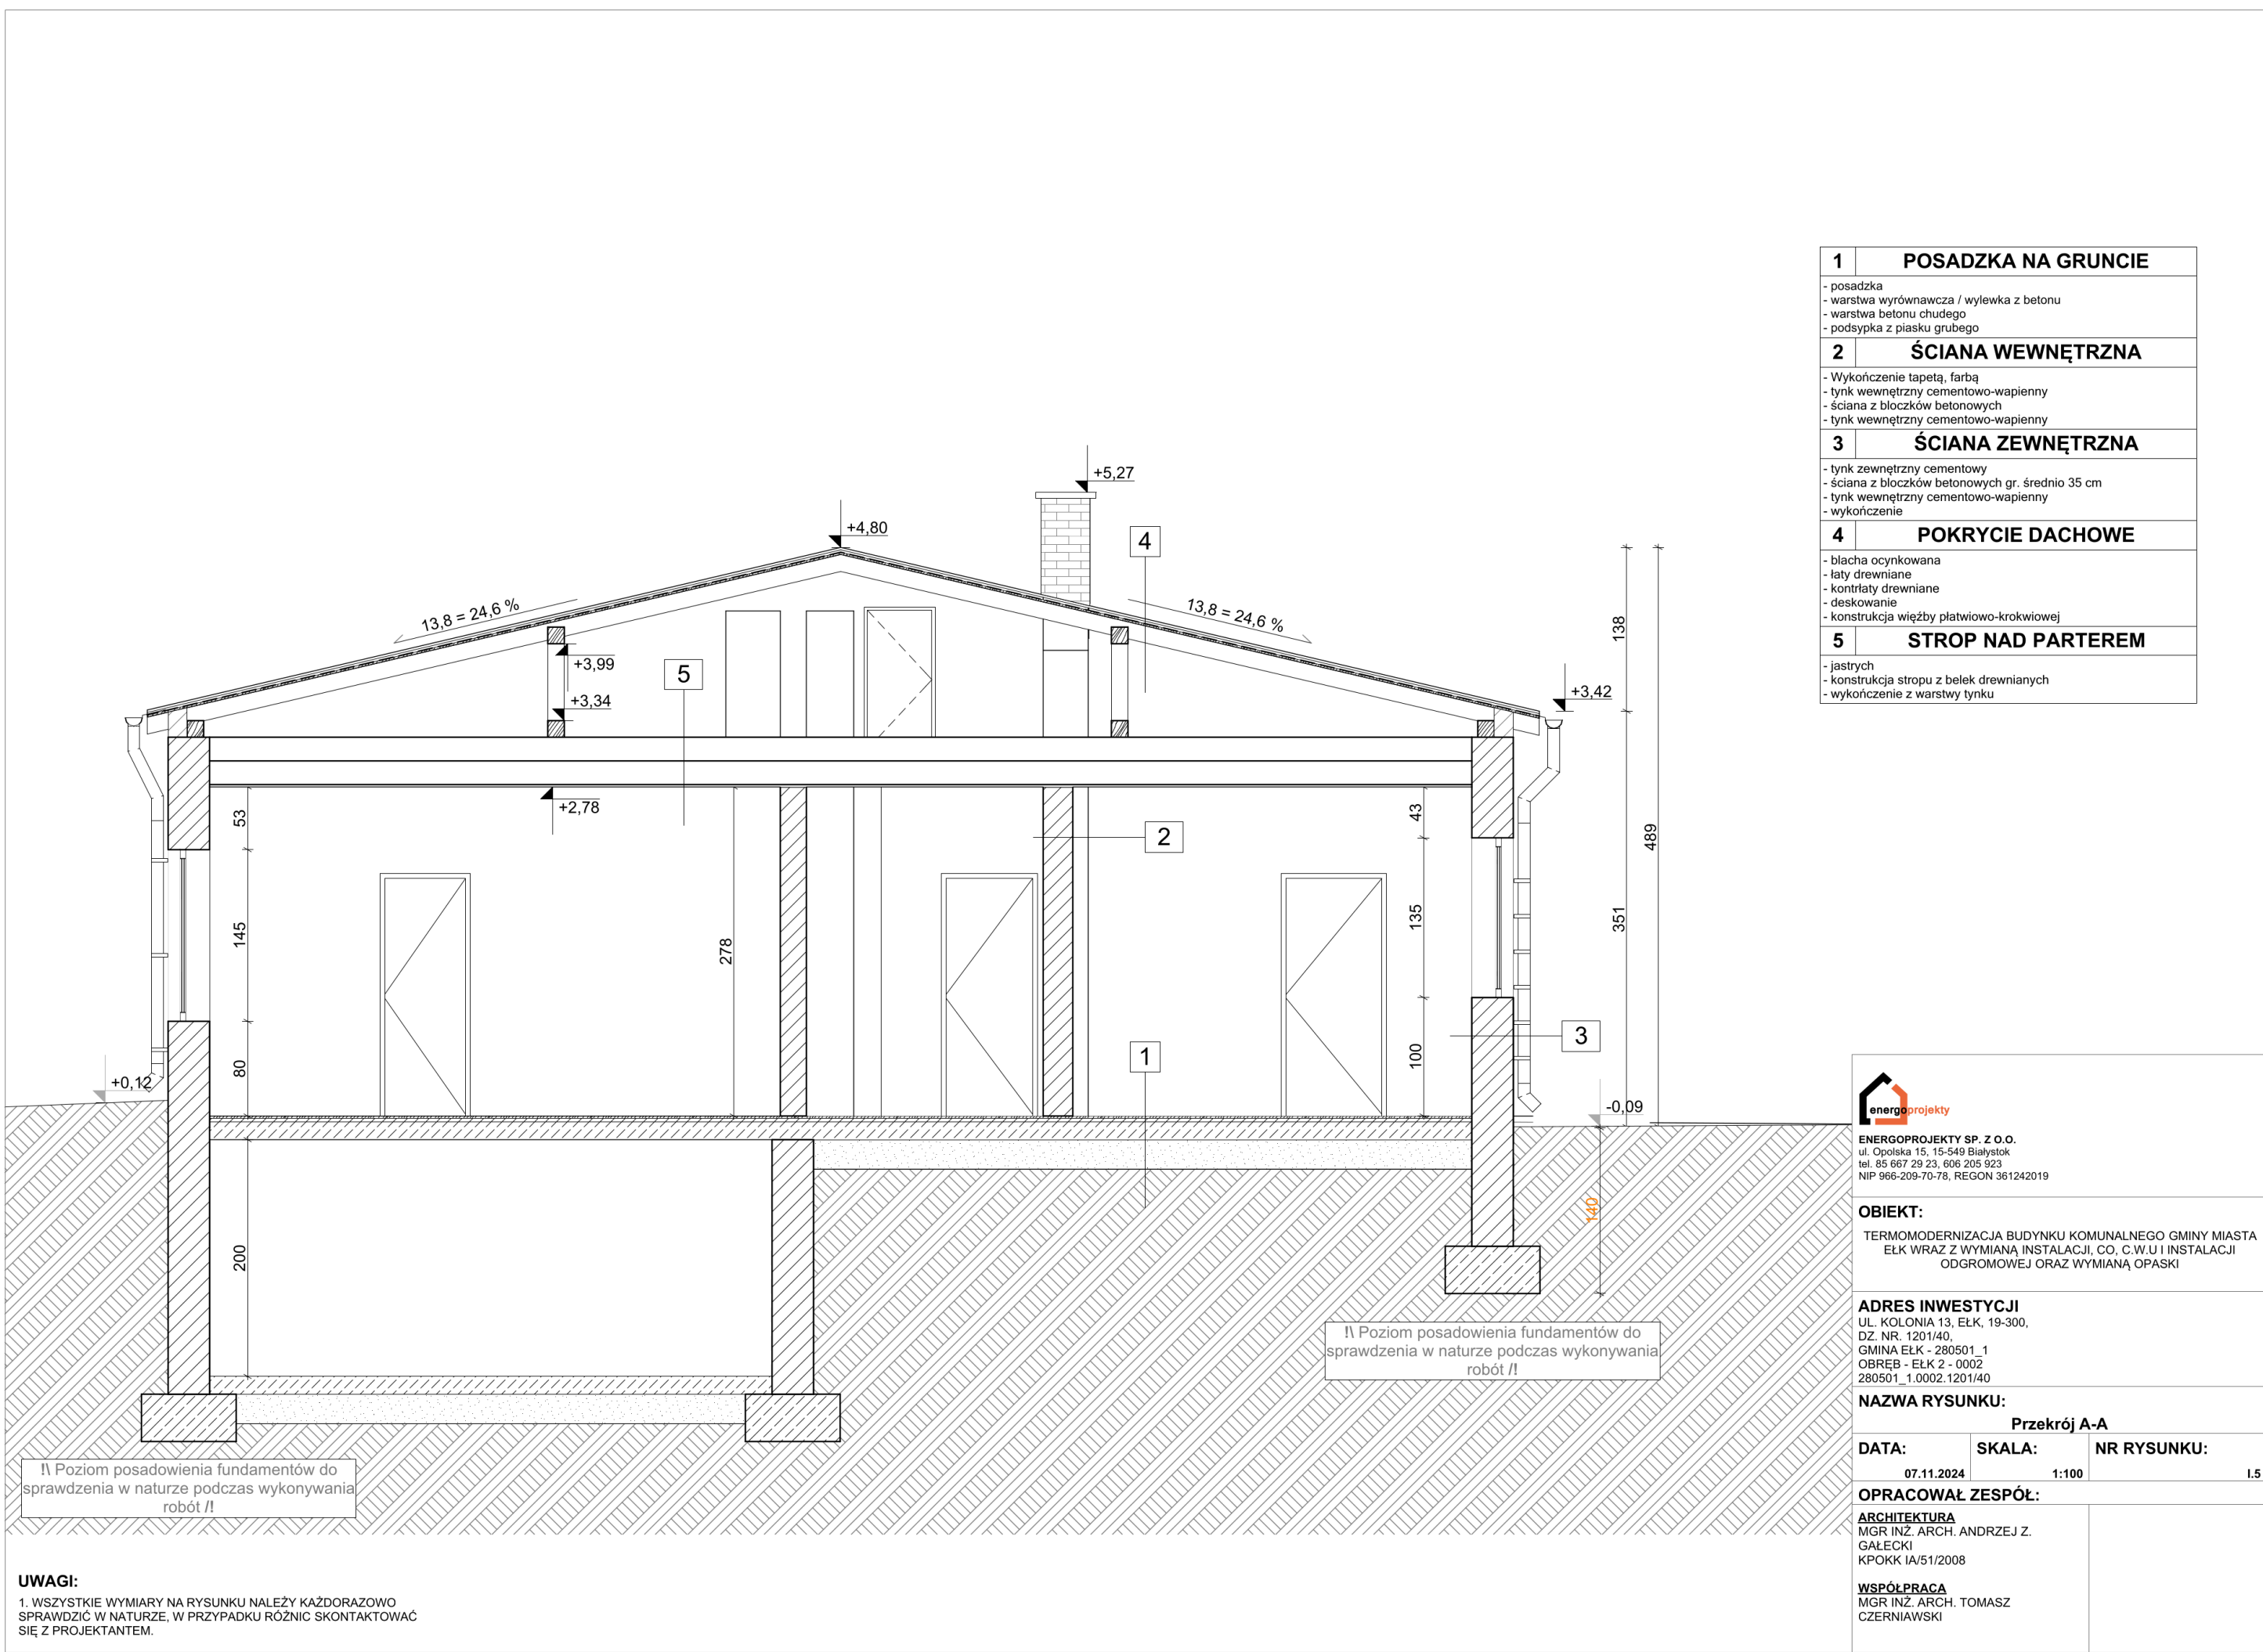 1 POSADZKA NA GRUNCIE
- posadzka
- warstwa wyrównawcza / wylewka z betonu
- warstwa betonu chudego
- podsypka z piasku grubego
2 ŚCIANA WEWNĘTRZNA
- Wykończenie tapetą, farbą
- tynk wewnętrzny cementowo-wapienny
- ściana z bloczków betonowych
- tynk wewnętrzny cementowo-wapienny
3 ŚCIANA ZEWNĘTRZNA
- tynk zewnętrzny cementowy
- ściana z bloczków betonowych gr. średnio 35 cm
- tynk wewnętrzny cementowo-wapienny
- wykończenie
4 POKRYCIE DACHOWE
- blacha ocynkowana
- łaty drewniane
- kontrłaty drewniane
- deskowanie
- konstrukcja więźby płatwiowo-krokwiowej
5 STROP NAD PARTEREM
- jastrych
- konstrukcja stropu z belek drewnianych
- wykończenie z warstwy tynku
+5,27
+4,80
4
13,8 = 24,6 %
13,8 = 24,6 %
138
+3,99
5
+3,34
+3,42
+2,78
53
43
2
489
145
278
135
351
3
80
1
100
+0,12
-0,09
140
200
!\ Poziom posadowienia fundamentów do
sprawdzenia w naturze podczas wykonywania
robót /!
!\ Poziom posadowienia fundamentów do
sprawdzenia w naturze podczas wykonywania
robót /!
UWAGI:
1. WSZYSTKIE WYMIARY NA RYSUNKU NALEŻY KAŻDORAZOWO
SPRAWDZIĆ W NATURZE, W PRZYPADKU RÓŻNIC SKONTAKTOWAĆ
SIĘ Z PROJEKTANTEM.
energoprojekty
ENERGOPROJEKTY SP. Z O.O.
ul. Opolska 15, 15-549 Białystok
tel. 85 667 29 23, 606 205 923
NIP 966-209-70-78, REGON 361242019
OBIEKT:
TERMOMODERNIZACJA BUDYNKU KOMUNALNEGO GMINY MIASTA
EŁK WRAZ Z WYMIANĄ INSTALACJI, CO, C.W.U I INSTALACJI
ODGROMOWEJ ORAZ WYMIANĄ OPASKI
ADRES INWESTYCJI
UL. KOLONIA 13, EŁK, 19-300,
DZ. NR. 1201/40,
GMINA EŁK - 280501_1
OBRĘB - EŁK 2 - 0002
280501_1.0002.1201/40
NAZWA RYSUNKU:
Przekrój A-A
DATA: SKALA: NR RYSUNKU:
07.11.2024 1:100 I.5
OPRACOWAŁ ZESPÓŁ:
ARCHITEKTURA
MGR INŻ. ARCH. ANDRZEJ Z.
GAŁECKI
KPOKK IA/51/2008
WSPÓŁPRACA
MGR INŻ. ARCH. TOMASZ
CZERNIAWSKI